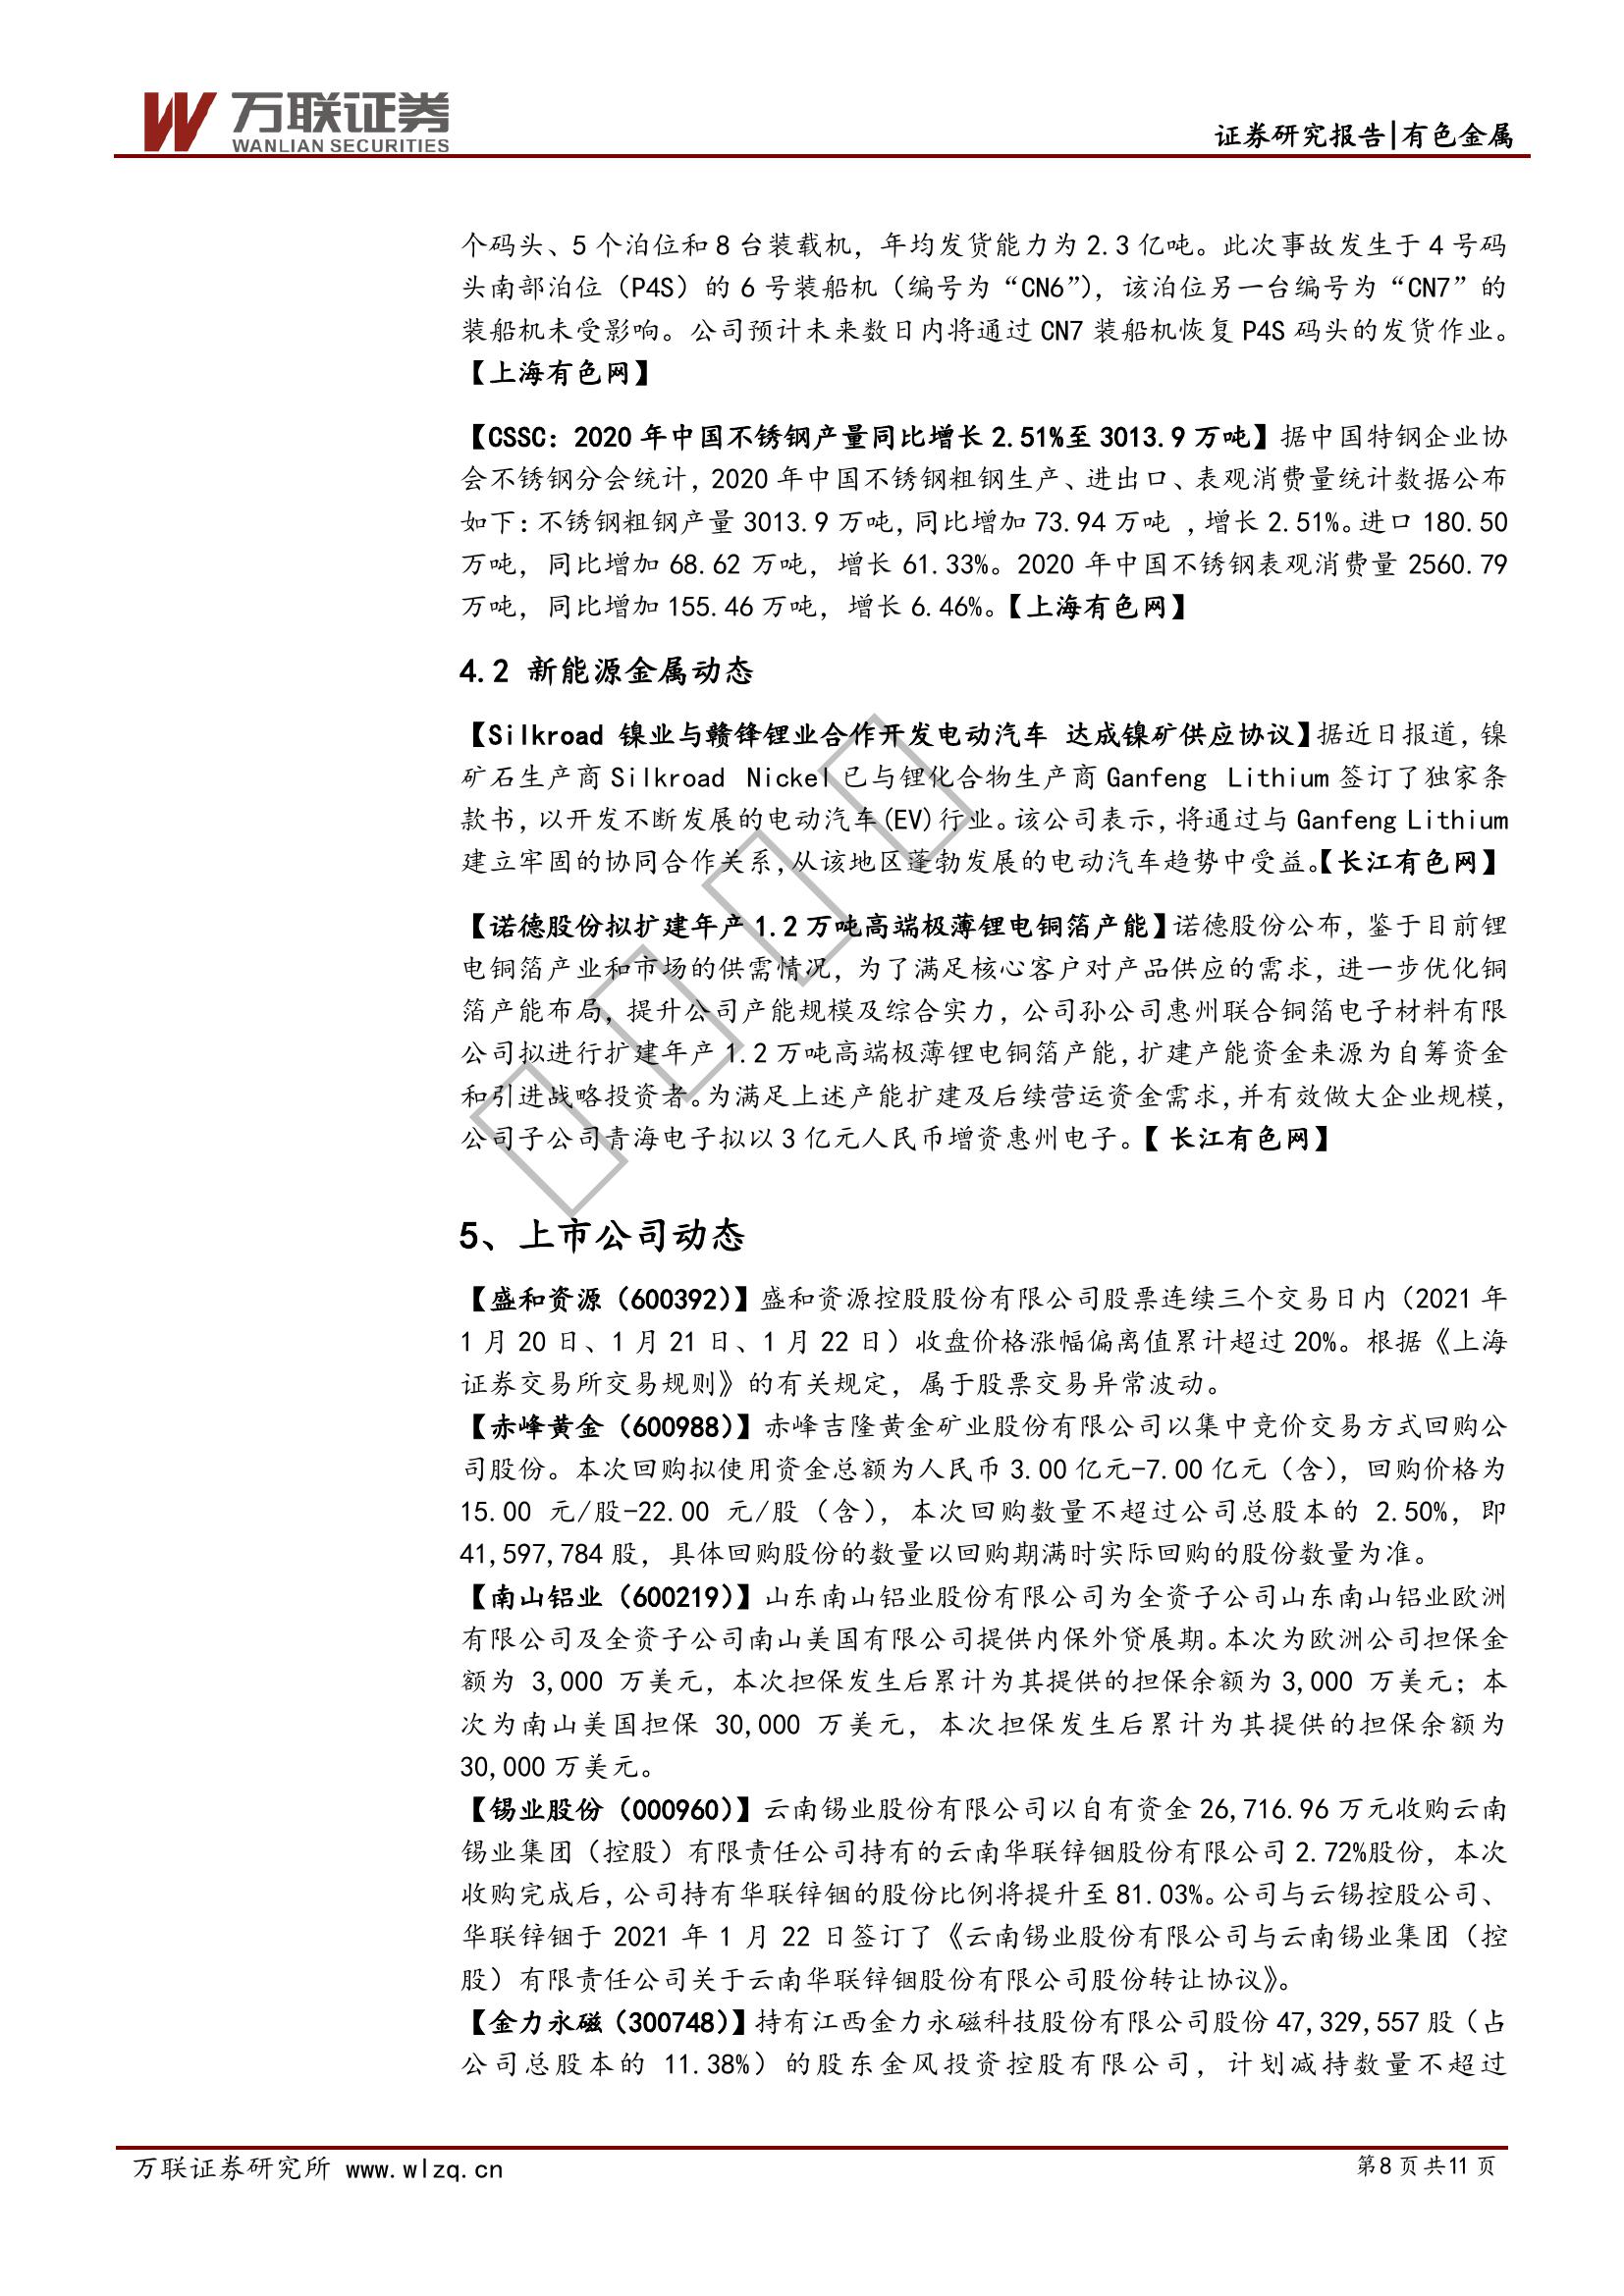 万联证券
WANLIAN SECURITIES
证券研究报告|有色金属
个码头、5 个泊位和 8 台装载机，年均发货能力为 2.3 亿吨。此次事故发生于 4 号码
头南部泊位（P4S）的 6 号装船机（编号为“CN6”），该泊位另一台编号为“CN7”的
装船机未受影响。公司预计未来数日内将通过 CN7 装船机恢复 P4S 码头的发货作业。
【上海有色网】
【CSSC：2020 年中国不锈钢产量同比增长 2.51%至 3013.9 万吨】据中国特钢企业协
会不锈钢分会统计，2020 年中国不锈钢粗钢生产、进出口、表观消费量统计数据公布
如下：不锈钢粗钢产量 3013.9 万吨，同比增加 73.94 万吨 ，增长 2.51%。进口 180.50
万吨，同比增加 68.62 万吨，增长 61.33%。2020 年中国不锈钢表观消费量 2560.79
万吨，同比增加 155.46 万吨，增长 6.46%。【上海有色网】
4.2 新能源金属动态
【Silkroad 镍业与赣锋锂业合作开发电动汽车 达成镍矿供应协议】据近日报道，镍
矿石生产商 Silkroad Nickel 已与锂化合物生产商 Ganfeng Lithium 签订了独家条
款书，以开发不断发展的电动汽车(EV)行业。该公司表示，将通过与 Ganfeng Lithium
建立牢固的协同合作关系，从该地区蓬勃发展的电动汽车趋势中受益。【长江有色网】
【诺德股份拟扩建年产 1.2 万吨高端极薄锂电铜箔产能】诺德股份公布，鉴于目前锂
电铜箔产业和市场的供需情况，为了满足核心客户对产品供应的需求，进一步优化铜
箔产能布局，提升公司产能规模及综合实力，公司孙公司惠州联合铜箔电子材料有限
公司拟进行扩建年产 1.2 万吨高端极薄锂电铜箔产能，扩建产能资金来源为自筹资金
和引进战略投资者。为满足上述产能扩建及后续营运资金需求，并有效做大企业规模，
公司子公司青海电子拟以 3 亿元人民币增资惠州电子。【 长江有色网】
5、上市公司动态
【盛和资源（600392）】盛和资源控股股份有限公司股票连续三个交易日内（2021 年
1 月 20 日、1 月 21 日、1 月 22 日）收盘价格涨幅偏离值累计超过 20%。根据《上海
证券交易所交易规则》的有关规定，属于股票交易异常波动。
【赤峰黄金（600988）】赤峰吉隆黄金矿业股份有限公司以集中竞价交易方式回购公
司股份。本次回购拟使用资金总额为人民币 3.00 亿元-7.00 亿元（含），回购价格为
15.00 元/股-22.00 元/股（含），本次回购数量不超过公司总股本的 2.50%，即
41,597,784 股，具体回购股份的数量以回购期满时实际回购的股份数量为准。
【南山铝业（600219）】山东南山铝业股份有限公司为全资子公司山东南山铝业欧洲
有限公司及全资子公司南山美国有限公司提供内保外贷展期。本次为欧洲公司担保金
额为 3,000 万美元，本次担保发生后累计为其提供的担保余额为 3,000 万美元；本
次为南山美国担保 30,000 万美元，本次担保发生后累计为其提供的担保余额为
30,000 万美元。
【锡业股份（000960）】云南锡业股份有限公司以自有资金 26,716.96 万元收购云南
锡业集团（控股）有限责任公司持有的云南华联锌铟股份有限公司 2.72%股份，本次
收购完成后，公司持有华联锌铟的股份比例将提升至 81.03%。公司与云锡控股公司、
华联锌铟于 2021 年 1 月 22 日签订了《云南锡业股份有限公司与云南锡业集团（控
股）有限责任公司关于云南华联锌铟股份有限公司股份转让协议》。
【金力永磁（300748）】持有江西金力永磁科技股份有限公司股份 47,329,557 股（占
公司总股本的 11.38%）的股东金风投资控股有限公司，计划减持数量不超过
万联证券研究所 www.wlzq.cn
第 8 页 共 11 页